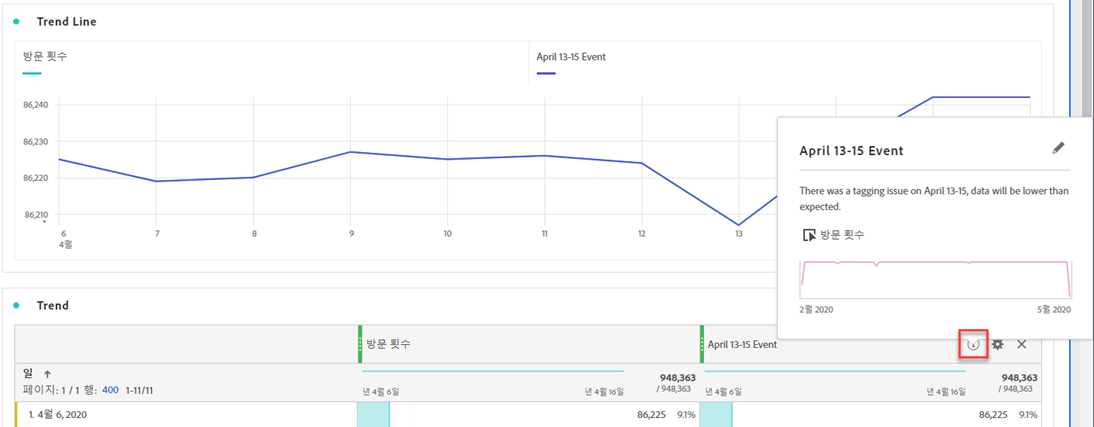 Trend Line
방문 횟수
April 13-15 Event
86,240
86,230
86,220
86,210
6 7 8 9 10 11 12 13
4월
April 13-15 Event
There was a tagging issue on April 13-15, data will be lower than
expected.
방문 횟수
2월 2020 5월 2020
Trend
방문 횟수 April 13-15 Event
일
페이지: 1 / 1 행: 400 1-11/11
년 4월 6일 년 4월 16일 948,363 / 948,363
년 4월 6일 년 4월 16일 948,363 / 948,363
1. 4월 6, 2020 86,225 9.1% 86,225 9.1%